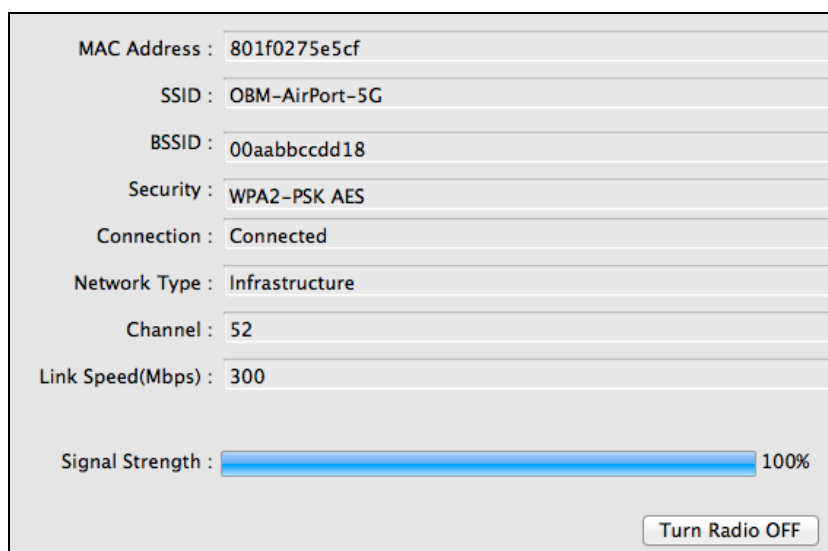 MAC Address : 801f0275e5cf
SSID : OBM-AirPort-5G
BSSID : 00aabbccdd18
Security : WPA2-PSK AES
Connection : Connected
Network Type : Infrastructure
Channel : 52
Link Speed(Mbps) : 300
Signal Strength : 100%
Turn Radio OFF